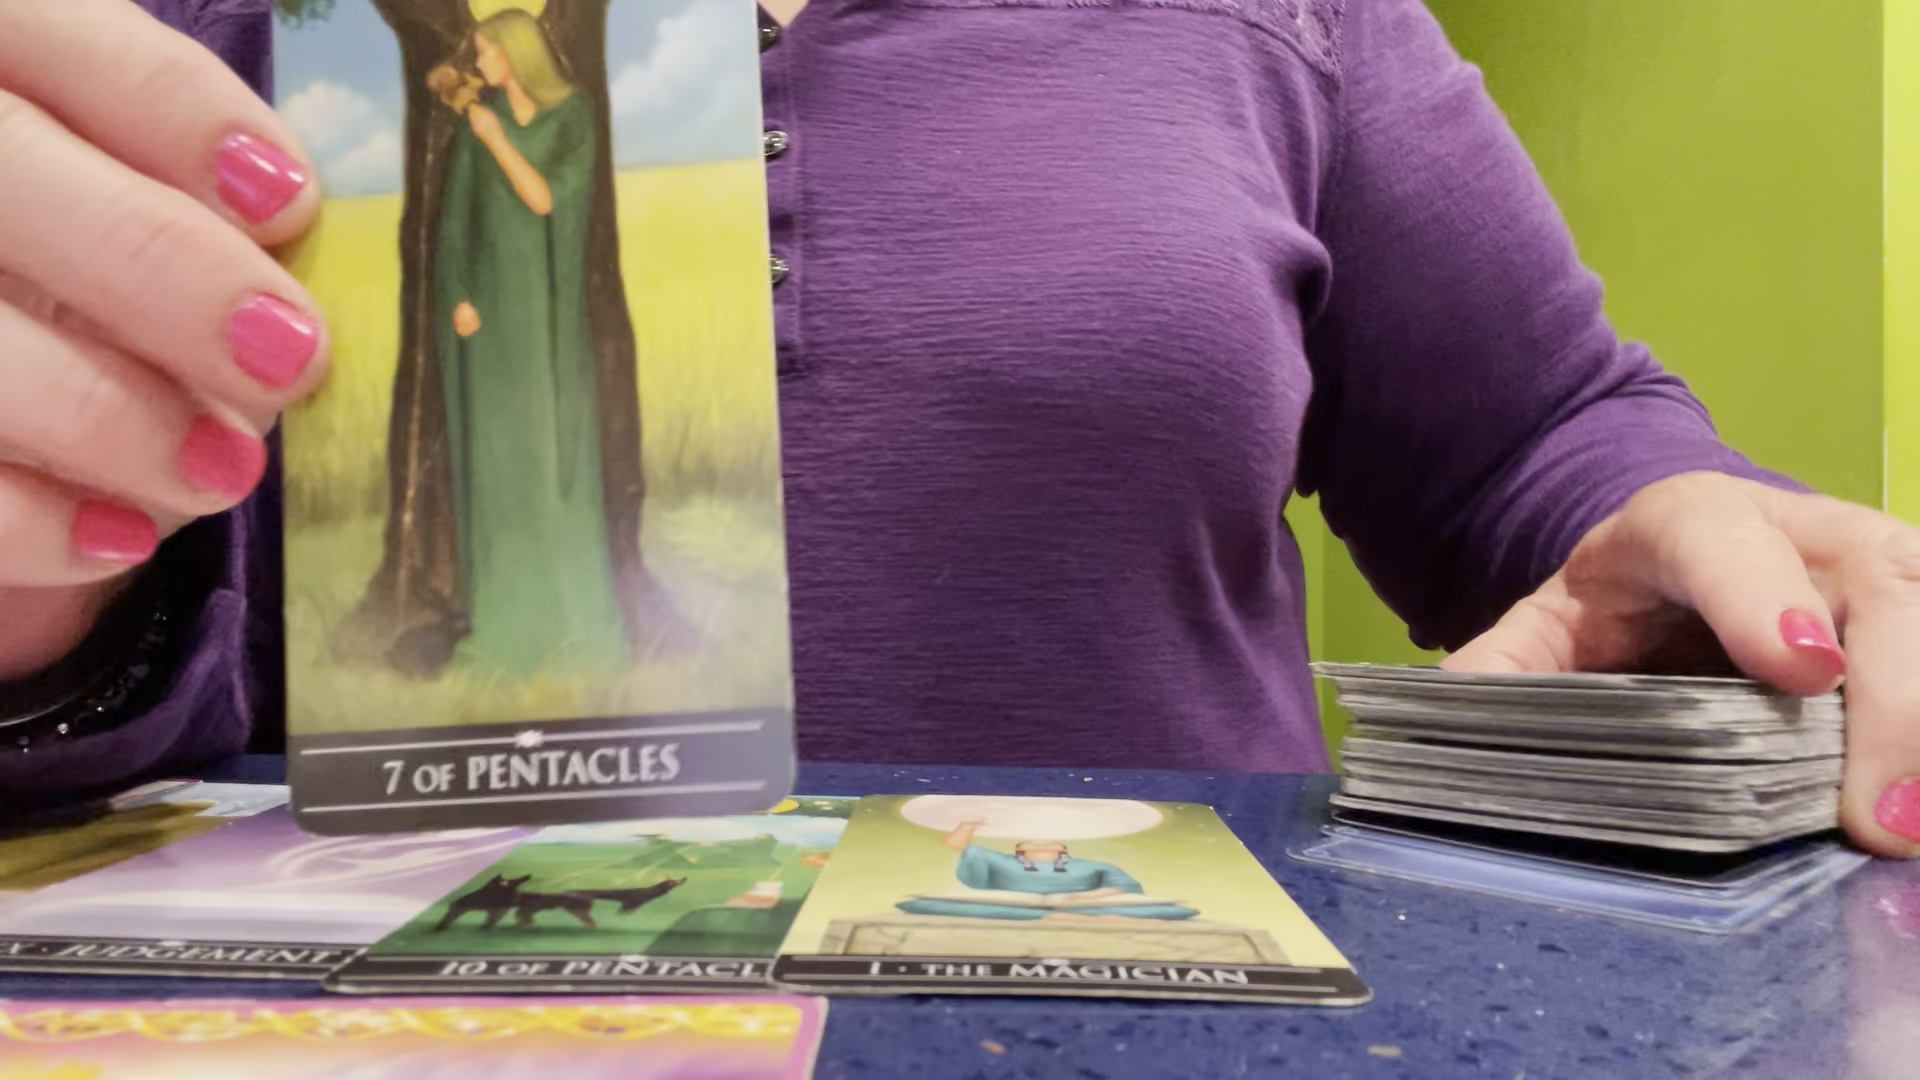 7 OF PENTACLES
X · JUDGEMENT
10 OF PENTACL
I · THE MAGICIAN